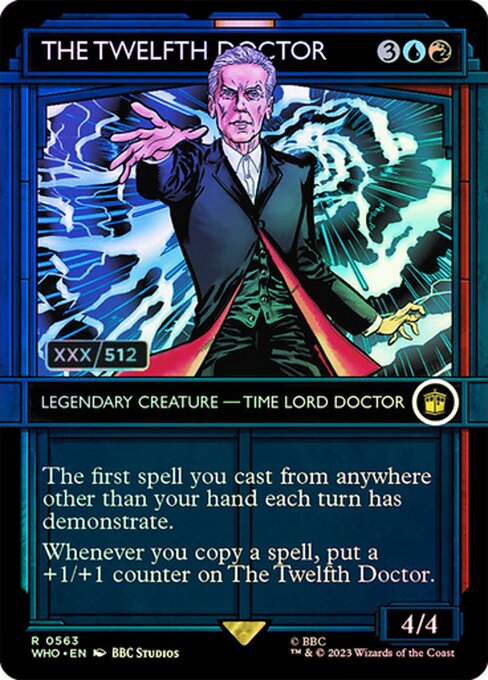 THE TWELFTH DOCTOR 3
XXX/512
LEGENDARY CREATURE — TIME LORD DOCTOR
The first spell you cast from anywhere
other than your hand each turn has
demonstrate.
Whenever you copy a spell, put a
+1/+1 counter on The Twelfth Doctor.
4/4
R 0563
WHO • EN BBC STUDIOS
© BBC
™ & © 2023 Wizards of the Coast